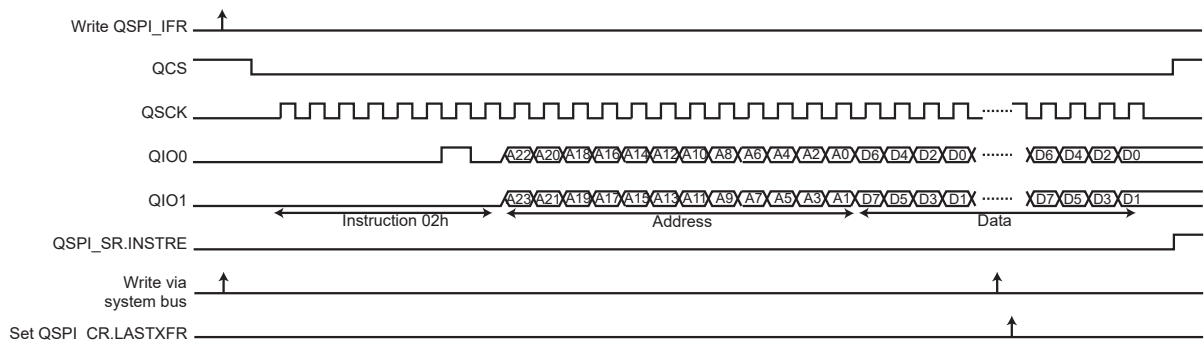 Write QSPI_IFR
QCS
QSCK
QIO0 A22 A20 A18 A16 A14 A12 A10 A8 A6 A4 A2 A0 D6 D4 D2 D0 D6 D4 D2 D0
QIO1 A23 A21 A19 A17 A15 A13 A11 A9 A7 A5 A3 A1 D7 D5 D3 D1 D7 D5 D3 D1
Instruction 02h Address Data
QSPI_SR.INSTRE
Write via
system bus
Set QSPI_CR.LASTXFR